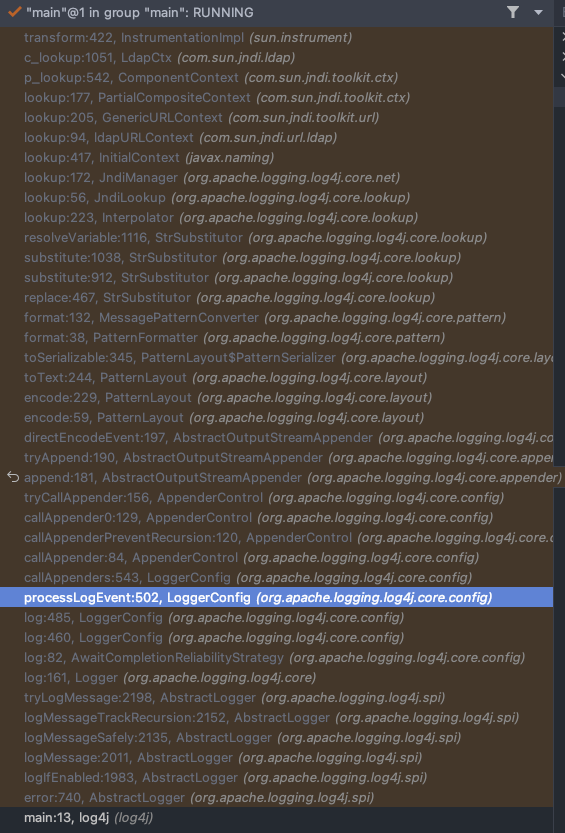 "main"@1 in group "main": RUNNING
transform:422, InstrumentationImpl (sun.instrument)
c_lookup:1051, LdapCtx (com.sun.jndi.ldap)
p_lookup:542, ComponentContext (com.sun.jndi.toolkit.ctx)
lookup:177, PartialCompositeContext (com.sun.jndi.toolkit.ctx)
lookup:205, GenericURLContext (com.sun.jndi.toolkit.url)
lookup:94, ldapURLContext (com.sun.jndi.url.ldap)
lookup:417, InitialContext (javax.naming)
lookup:172, JndiManager (org.apache.logging.log4j.core.net)
lookup:56, JndiLookup (org.apache.logging.log4j.core.lookup)
lookup:223, Interpolator (org.apache.logging.log4j.core.lookup)
resolveVariable:1116, StrSubstitutor (org.apache.logging.log4j.core.lookup)
substitute:1038, StrSubstitutor (org.apache.logging.log4j.core.lookup)
substitute:912, StrSubstitutor (org.apache.logging.log4j.core.lookup)
replace:467, StrSubstitutor (org.apache.logging.log4j.core.lookup)
format:132, MessagePatternConverter (org.apache.logging.log4j.core.pattern)
format:38, PatternFormatter (org.apache.logging.log4j.core.pattern)
toSerializable:345, PatternLayout$PatternSerializer (org.apache.logging.log4j.core.layo
toText:244, PatternLayout (org.apache.logging.log4j.core.layout)
encode:229, PatternLayout (org.apache.logging.log4j.core.layout)
encode:59, PatternLayout (org.apache.logging.log4j.core.layout)
directEncodeEvent:197, AbstractOutputStreamAppender (org.apache.logging.log4j.co
tryAppend:190, AbstractOutputStreamAppender (org.apache.logging.log4j.core.appen
append:181, AbstractOutputStreamAppender (org.apache.logging.log4j.core.appender)
tryCallAppender:156, AppenderControl (org.apache.logging.log4j.core.config)
callAppender0:129, AppenderControl (org.apache.logging.log4j.core.config)
callAppenderPreventRecursion:120, AppenderControl (org.apache.logging.log4j.core.c
callAppender:84, AppenderControl (org.apache.logging.log4j.core.config)
callAppenders:543, LoggerConfig (org.apache.logging.log4j.core.config)
processLogEvent:502, LoggerConfig (org.apache.logging.log4j.core.config)
log:485, LoggerConfig (org.apache.logging.log4j.core.config)
log:460, LoggerConfig (org.apache.logging.log4j.core.config)
log:82, AwaitCompletionReliabilityStrategy (org.apache.logging.log4j.core.config)
log:161, Logger (org.apache.logging.log4j.core)
tryLogMessage:2198, AbstractLogger (org.apache.logging.log4j.spi)
logMessageTrackRecursion:2152, AbstractLogger (org.apache.logging.log4j.spi)
logMessageSafely:2135, AbstractLogger (org.apache.logging.log4j.spi)
logMessage:2011, AbstractLogger (org.apache.logging.log4j.spi)
logIfEnabled:1983, AbstractLogger (org.apache.logging.log4j.spi)
error:740, AbstractLogger (org.apache.logging.log4j.spi)
main:13, log4j (log4j)